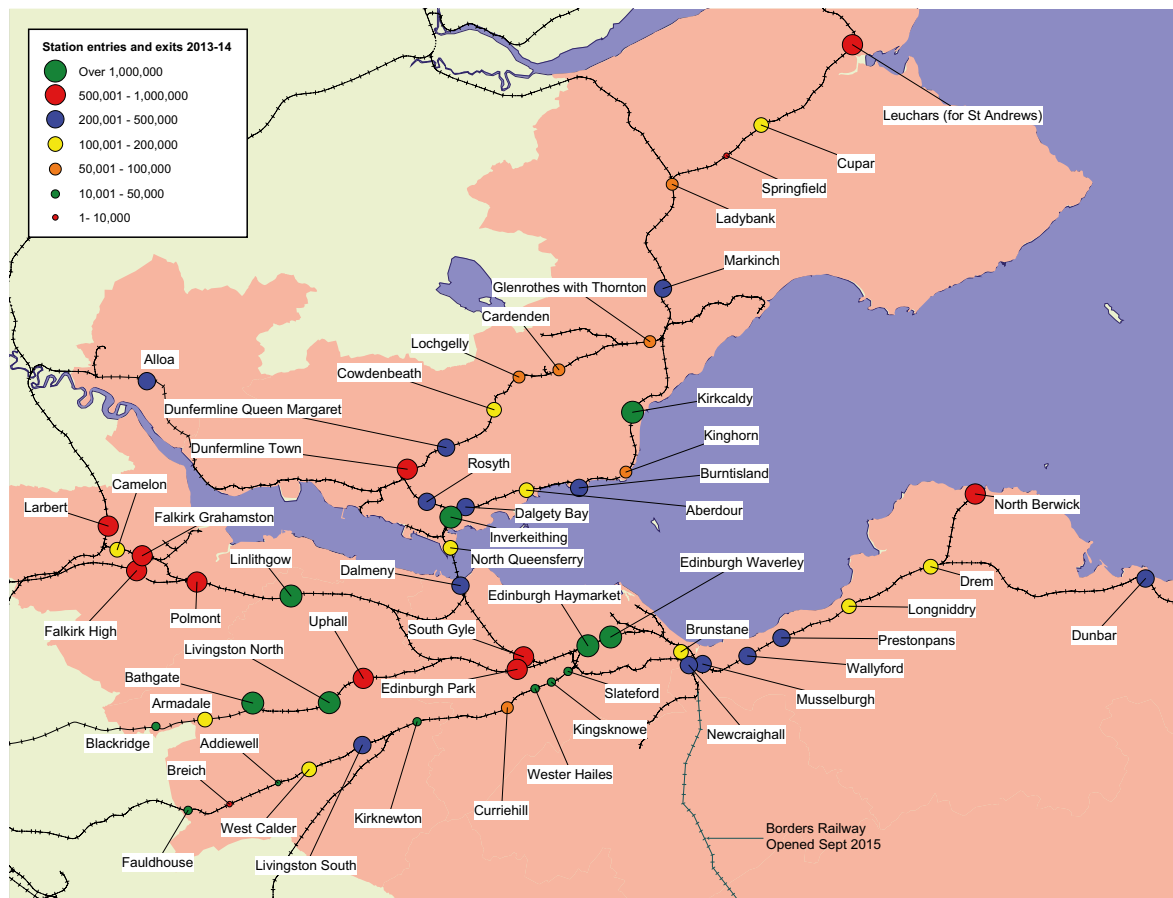 Station entries and exits 2013-14
Over 1,000,000
500,001 - 1,000,000
200,001 - 500,000
100,001 - 200,000
50,001 - 100,000
10,001 - 50,000
1- 10,000
Leuchars (for St Andrews)
Cupar
Springfield
Ladybank
Markinch
Glenrothes with Thornton
Cardenden
Lochgelly
Alloa
Cowdenbeath
Dunfermline Queen Margaret
Kirkcaldy
Dunfermline Town
Kinghorn
Rosyth
Burntisland
Camelon
Larbert
Falkirk Grahamston
Dalgety Bay
Aberdour
North Berwick
Inverkeithing
Linlithgow
North Queensferry
Edinburgh Waverley
Dalmeny
Drem
Edinburgh Haymarket
Longniddry
Polmont
Uphall
South Gyle
Brunstane
Falkirk High
Prestonpans
Dunbar
Livingston North
Wallyford
Bathgate
Edinburgh Park
Slateford
Musselburgh
Armadale
Kingsknowe
Newcraighall
Blackridge
Addiewell
Wester Hailes
Breich
Curriehill
Kirknewton
West Calder
Borders Railway
Opened Sept 2015
Fauldhouse
Livingston South